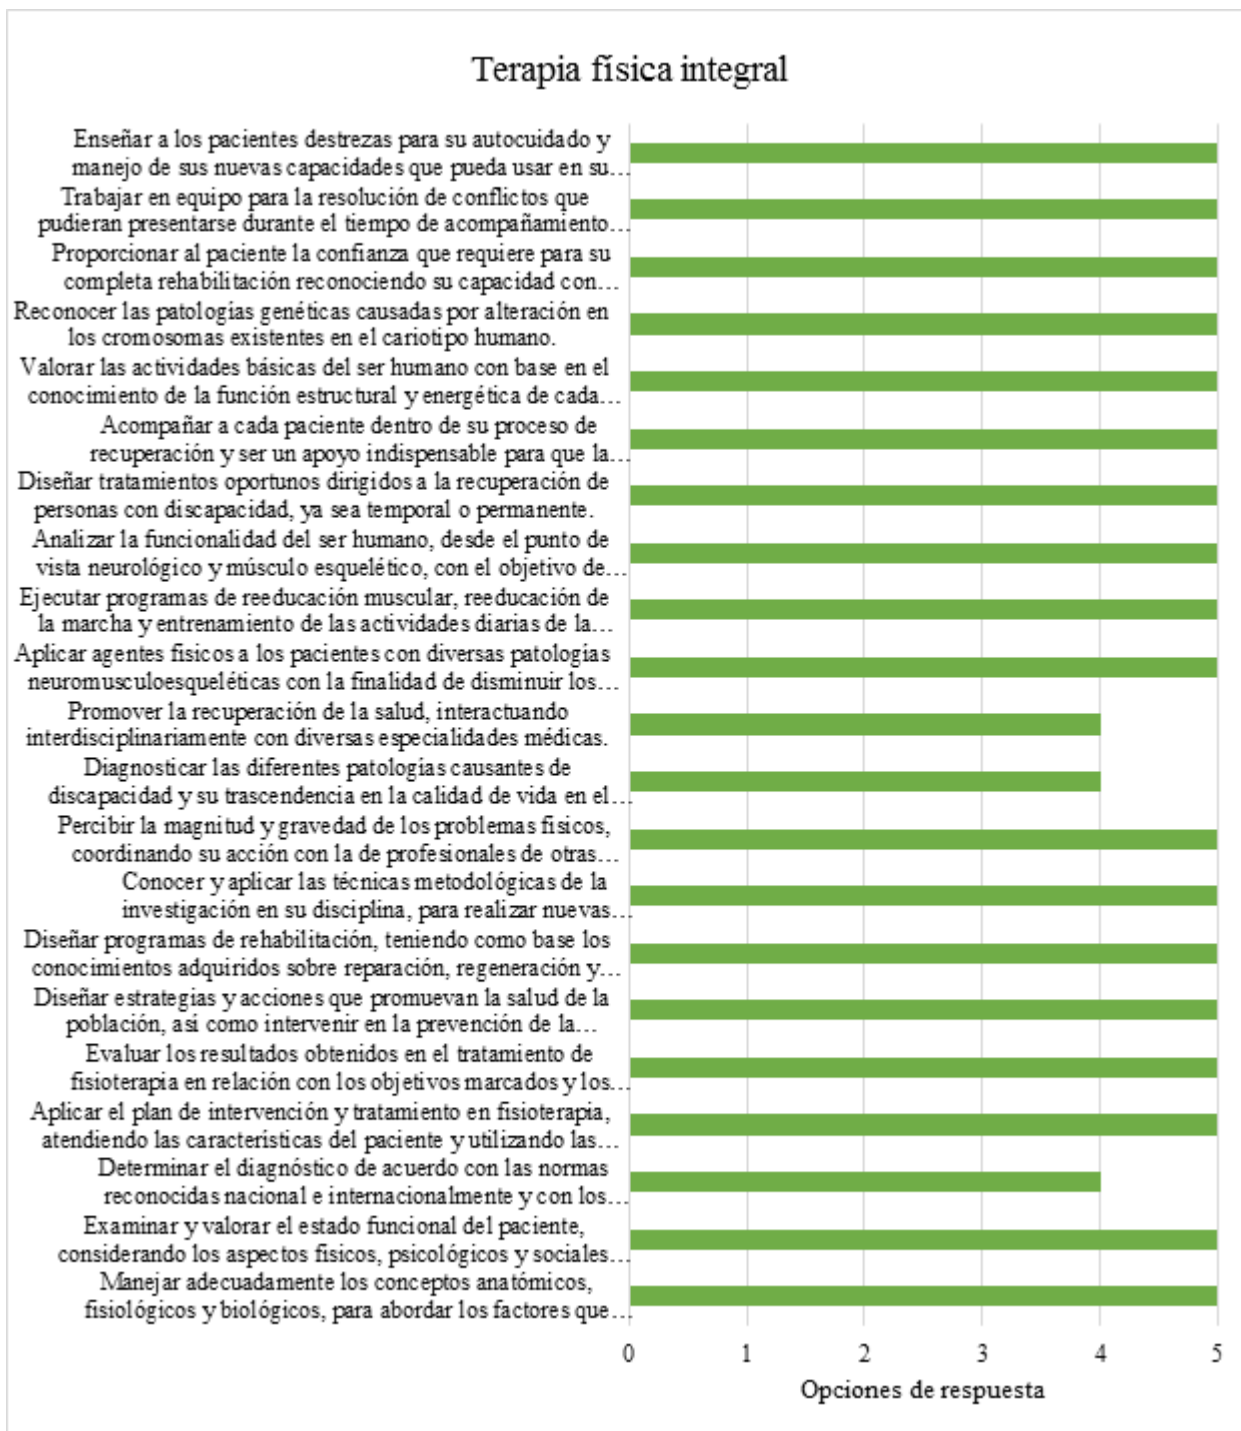 Terapia física integral
Enseñar a los pacientes destrezas para su autocuidado y
manejo de sus nuevas capacidades que pueda usar en su…
Trabajar en equipo para la resolución de conflictos que
pudieran presentarse durante el tiempo de acompañamiento…
Proporcionar al paciente la confianza que requiere para su
completa rehabilitación reconociendo su capacidad con…
Reconocer las patologías genéticas causadas por alteración en
los cromosomas existentes en el cariotipo humano.
Valorar las actividades básicas del ser humano con base en el
conocimiento de la función estructural y energética de cada…
Acompañar a cada paciente dentro de su proceso de
recuperación y ser un apoyo indispensable para que la…
Diseñar tratamientos oportunos dirigidos a la recuperación de
personas con discapacidad, ya sea temporal o permanente.
Analizar la funcionalidad del ser humano, desde el punto de
vista neurológico y músculo esquelético, con el objetivo de…
Ejecutar programas de reeducación muscular, reeducación de
la marcha y entrenamiento de las actividades diarias de la…
Aplicar agentes físicos a los pacientes con diversas patologías
neuromusculoesqueléticas con la finalidad de disminuir los…
Promover la recuperación de la salud, interactuando
interdisciplinariamente con diversas especialidades médicas.
Diagnosticar las diferentes patologías causantes de
discapacidad y su trascendencia en la calidad de vida en el…
Percibir la magnitud y gravedad de los problemas físicos,
coordinando su acción con la de profesionales de otras…
Conocer y aplicar las técnicas metodológicas de la
investigación en su disciplina, para realizar nuevas…
Diseñar programas de rehabilitación, teniendo como base los
conocimientos adquiridos sobre reparación, regeneración y…
Diseñar estrategias y acciones que promuevan la salud de la
población, así como intervenir en la prevención de la…
Evaluar los resultados obtenidos en el tratamiento de
fisioterapia en relación con los objetivos marcados y los…
Aplicar el plan de intervención y tratamiento en fisioterapia,
atendiendo las características del paciente y utilizando las…
Determinar el diagnóstico de acuerdo con las normas
reconocidas nacional e internacionalmente y con los…
Examinar y valorar el estado funcional del paciente,
considerando los aspectos físicos, psicológicos y sociales…
Manejar adecuadamente los conceptos anatómicos,
fisiológicos y biológicos, para abordar los factores que…
0 1 2 3 4 5
Opciones de respuesta